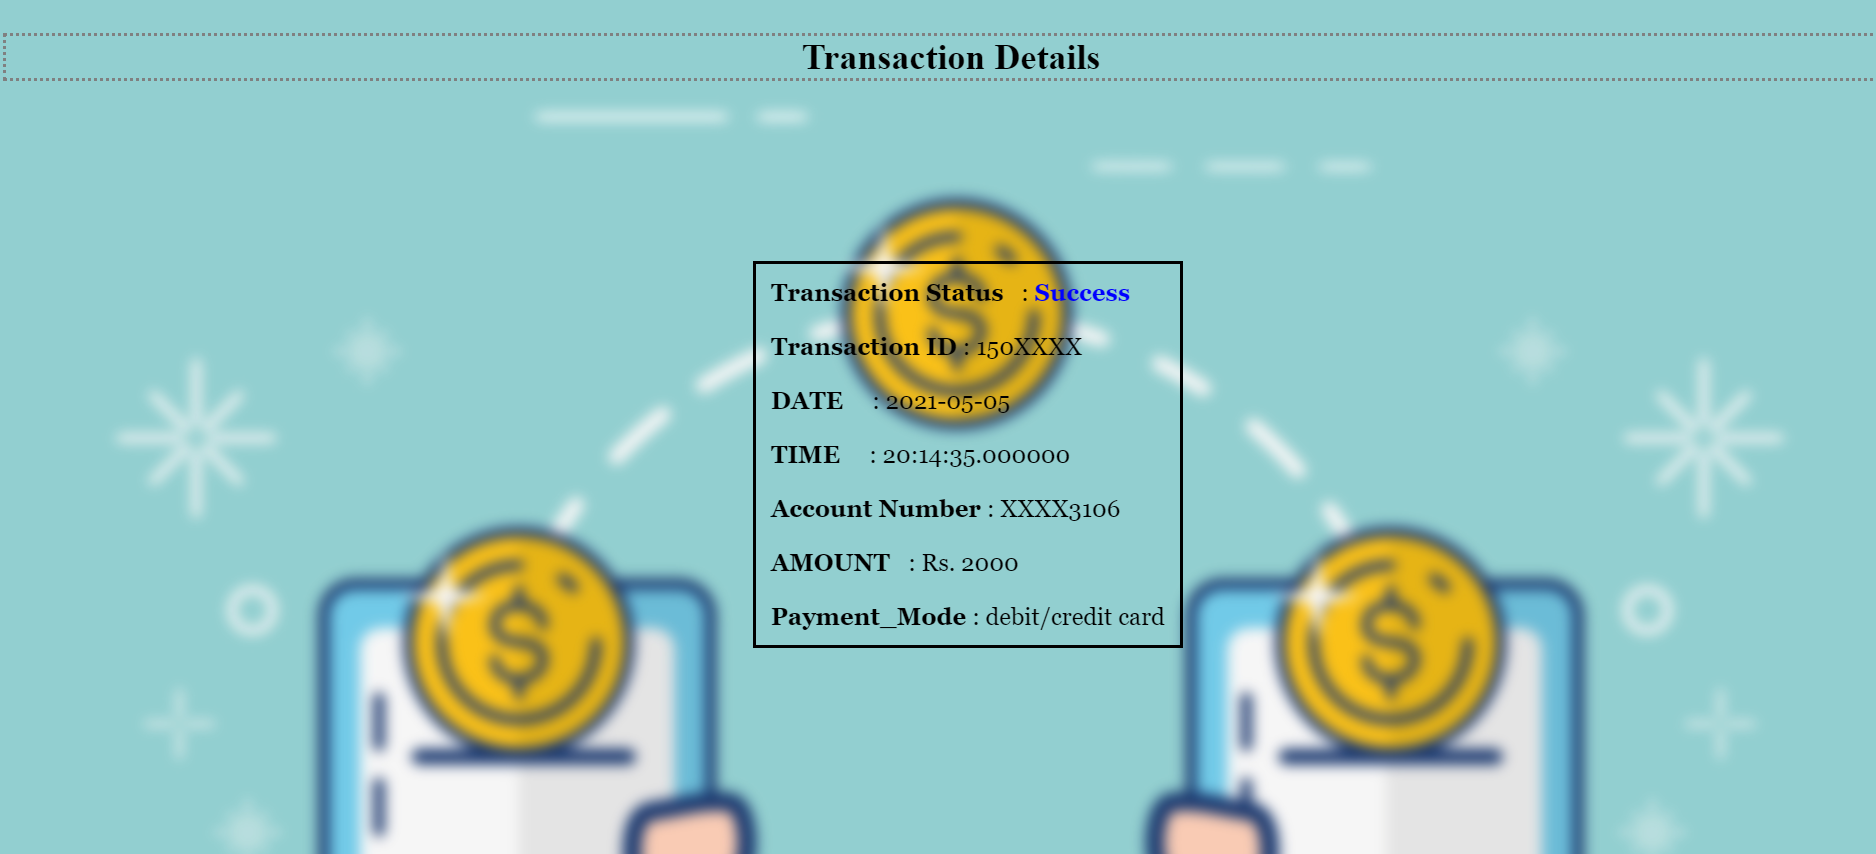 Transaction Details
Transaction Status : Success
Transaction ID : 150XXXX
DATE : 2021-05-05
TIME : 20:14:35.000000
Account Number : XXXX3106
AMOUNT : Rs. 2000
Payment_Mode : debit/credit card